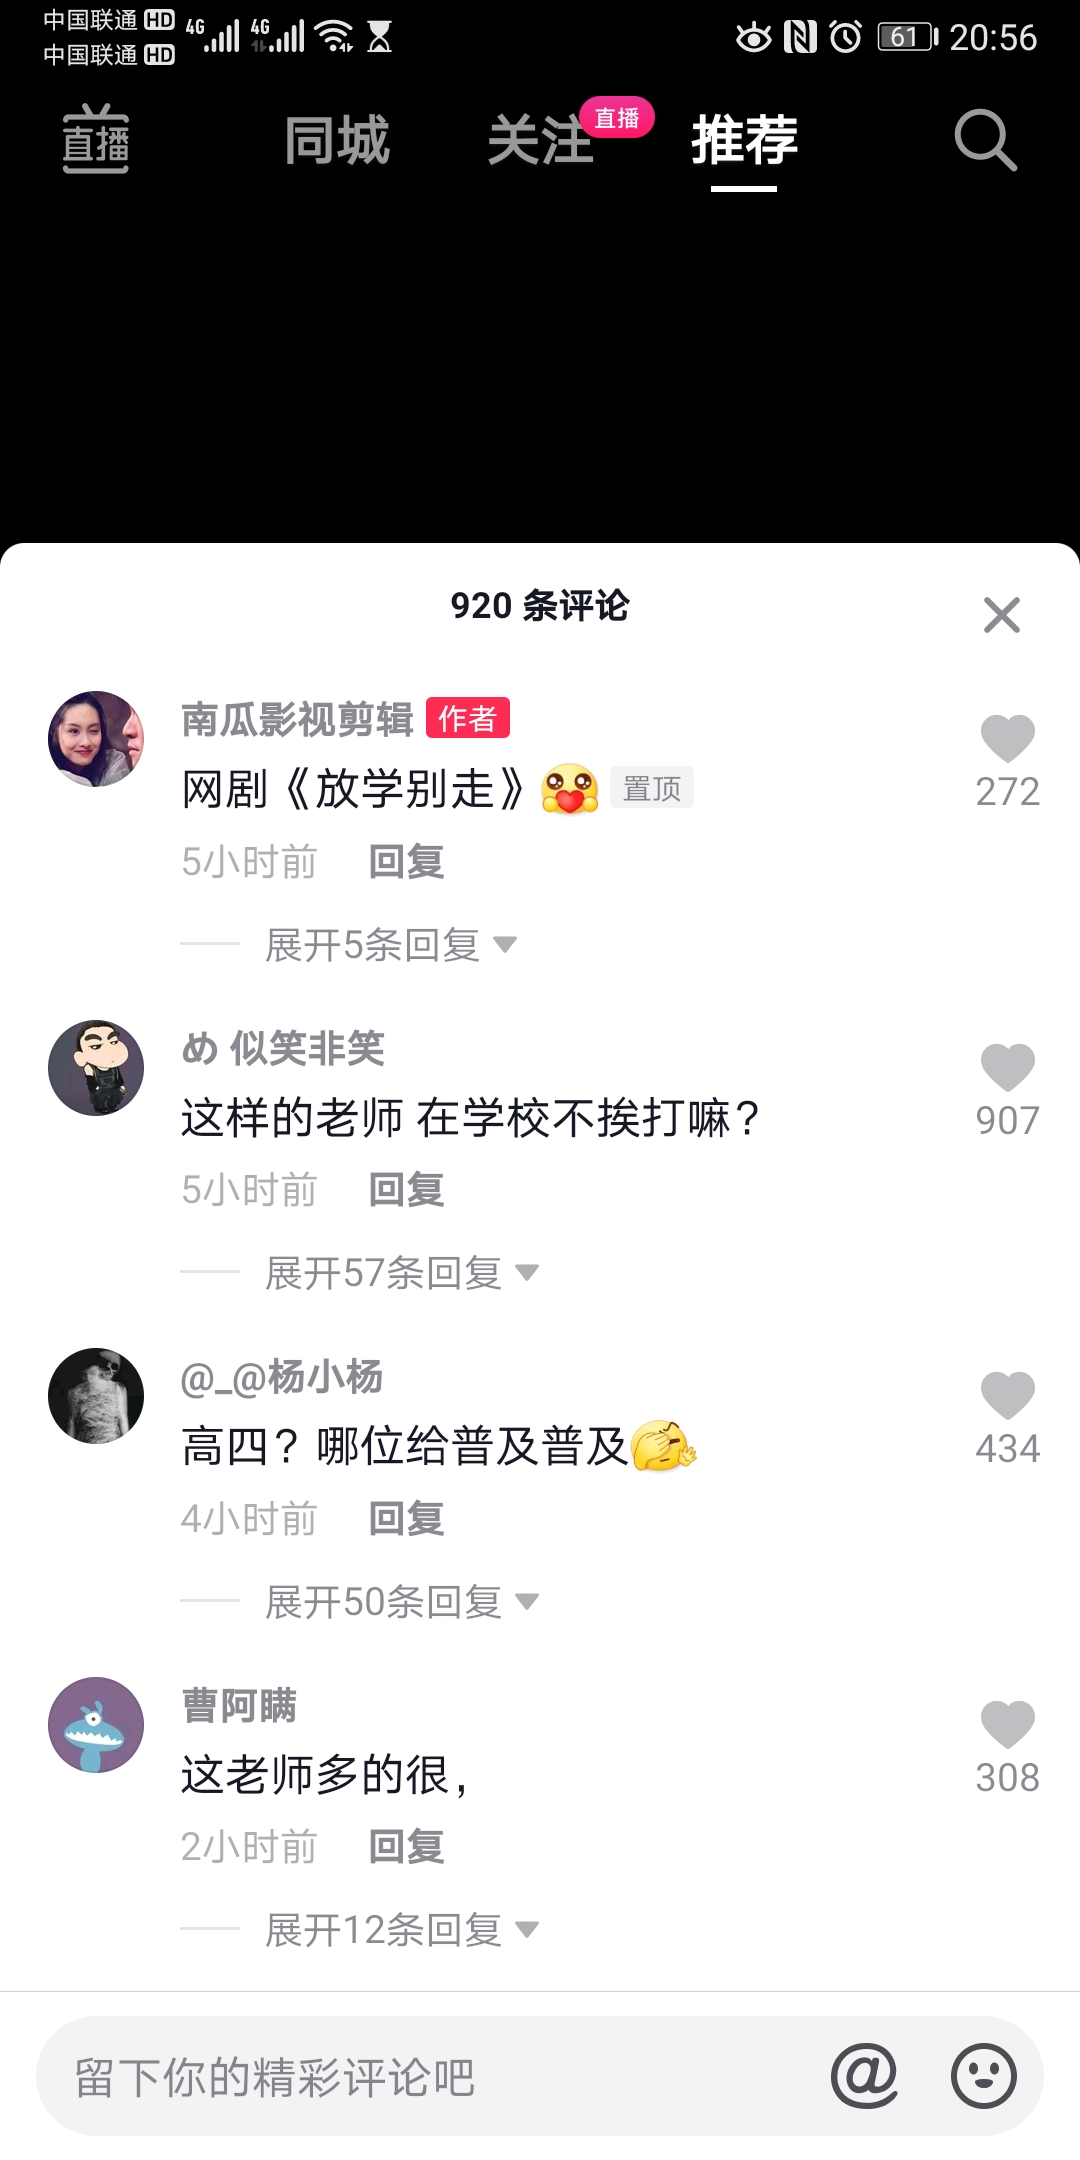 中国联通 HD 4G 4G 61 20:56
中国联通 HD
直播 同城 关注 直播 推荐
920 条评论
南瓜影视剪辑 作者
网剧《放学别走》 置顶
272
5小时前 回复
展开5条回复
め 似笑非笑
这样的老师 在学校不挨打嘛?
907
5小时前 回复
展开57条回复
@_@杨小杨
高四?哪位给普及普及
434
4小时前 回复
展开50条回复
曹阿瞒
这老师多的很,
308
2小时前 回复
展开12条回复
留下你的精彩评论吧 @